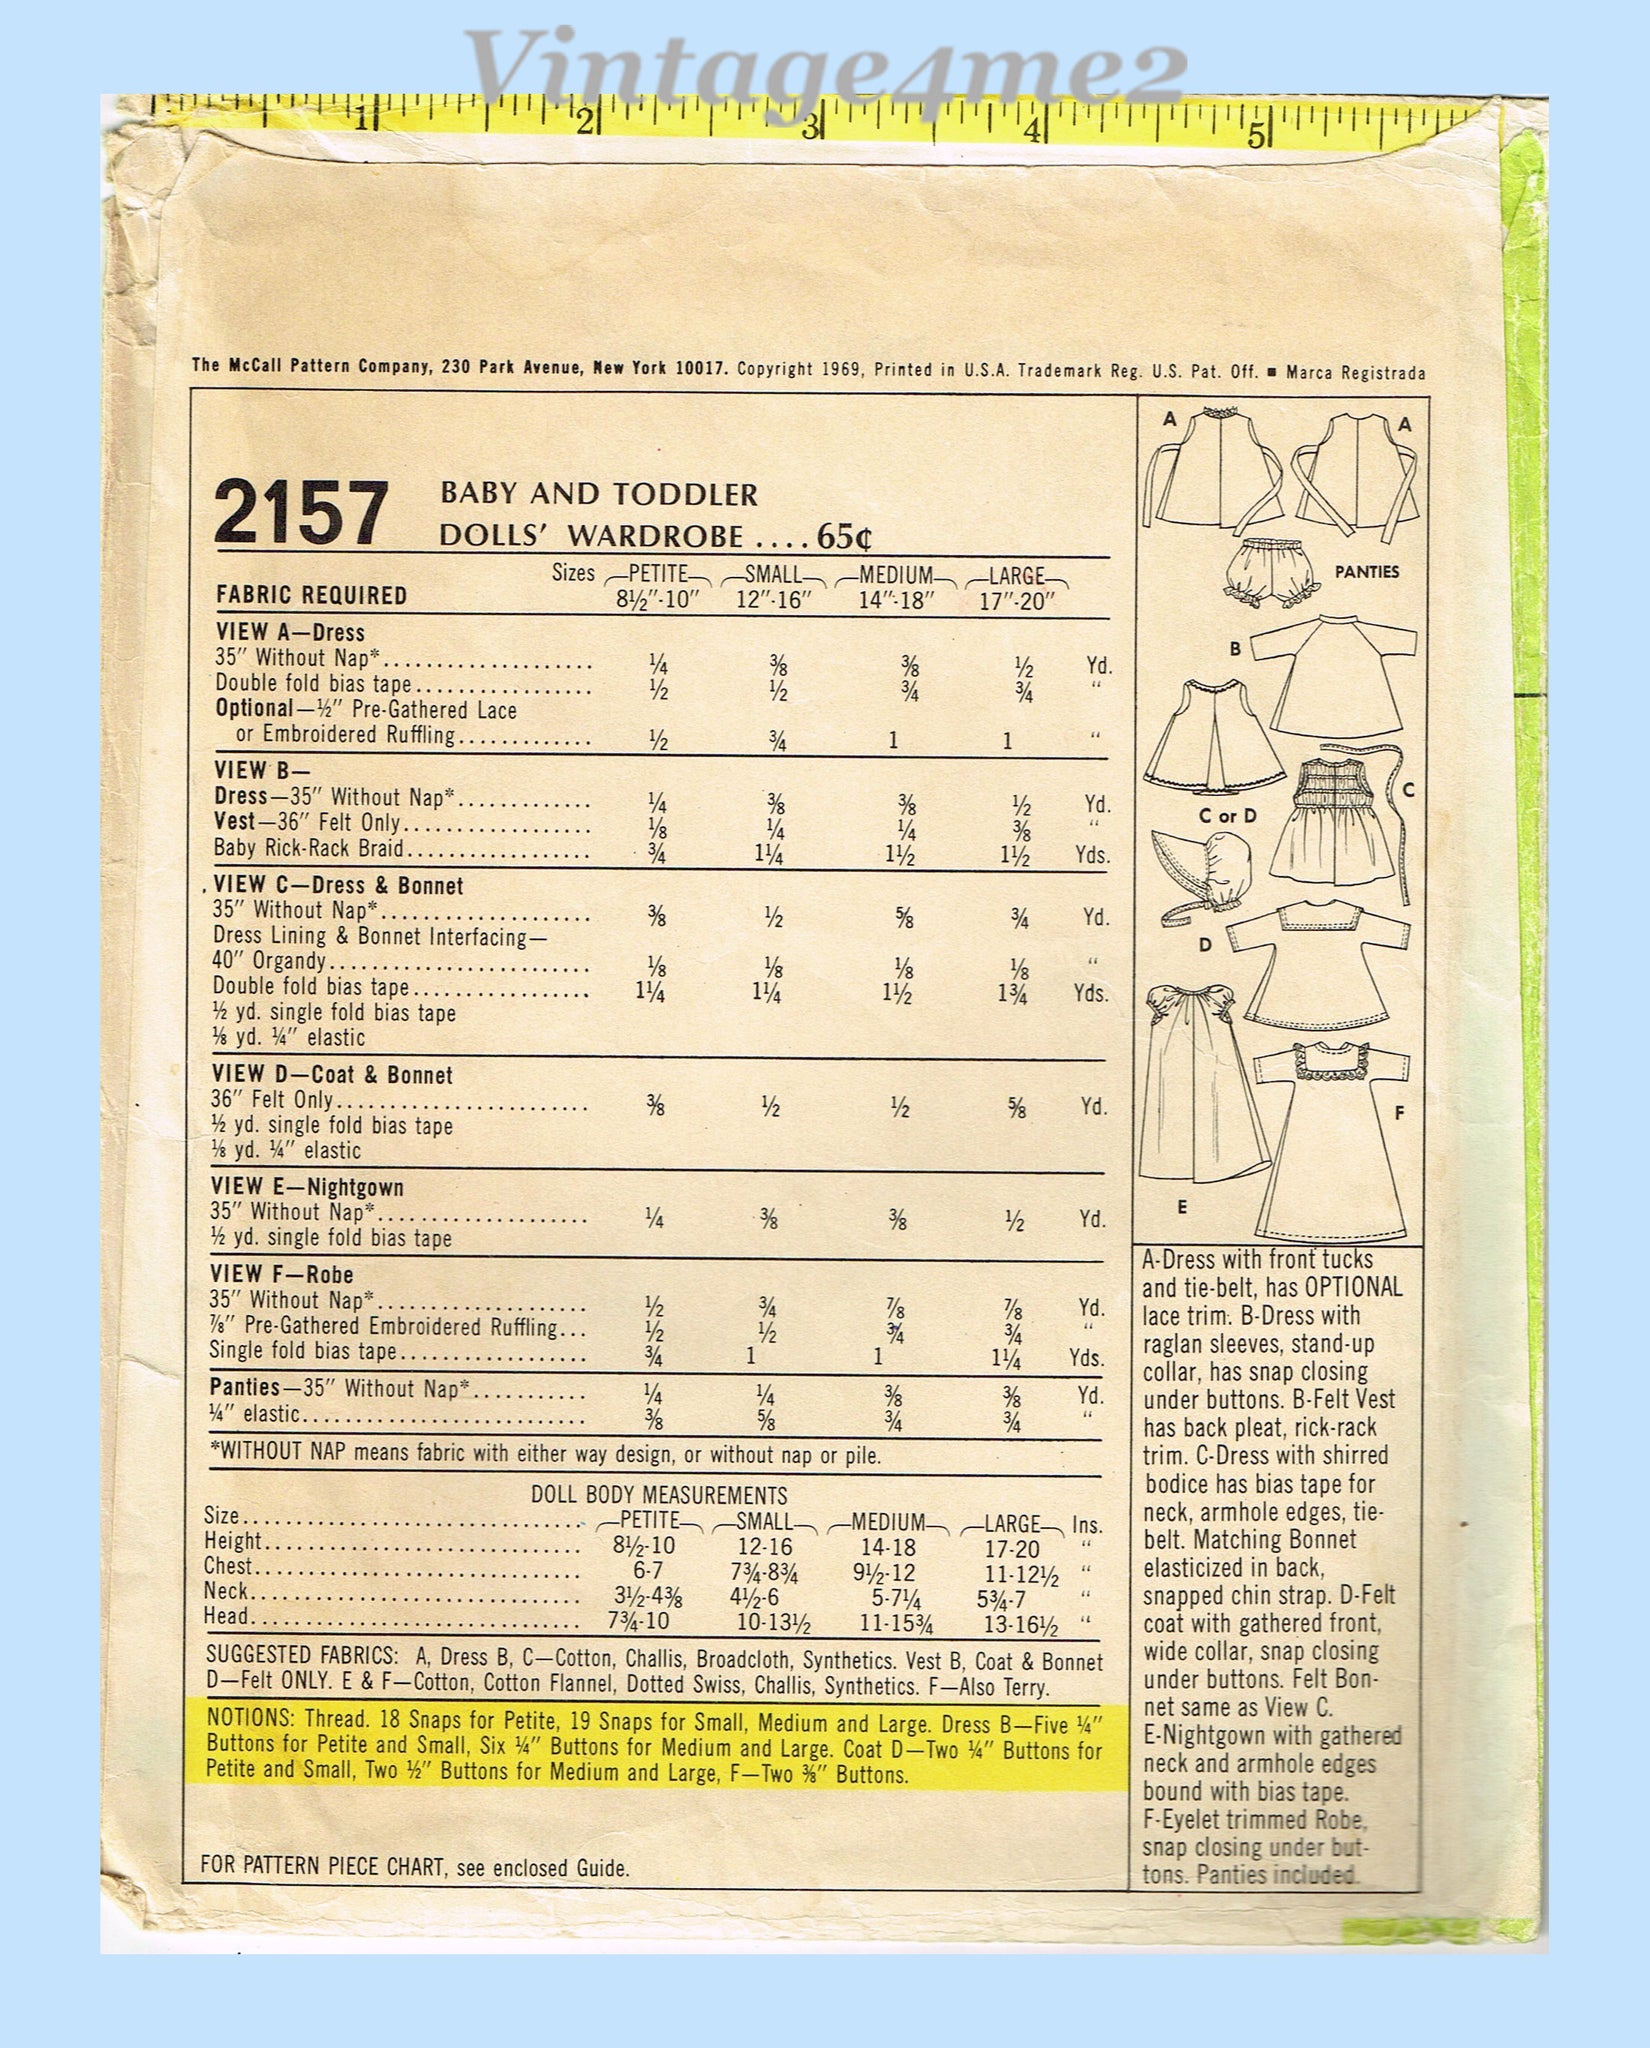 Vintage4me2
1 2 3 4 5
The McCall Pattern Company, 230 Park Avenue, New York 10017. Copyright 1969, Printed in U.S.A. Trademark Reg. U.S. Pat. Off. ■ Marca Registrada
2157 BABY AND TODDLER
DOLLS' WARDROBE .... 65¢
Sizes PETITE SMALL MEDIUM LARGE
FABRIC REQUIRED 8½"-10" 12"-16" 14"-18" 17"-20"
VIEW A—Dress
35" Without Nap*.................... ¼ ⅜ ⅜ ½ Yd.
Double fold bias tape................. ½ ½ ¾ ¾ "
Optional—½" Pre-Gathered Lace
or Embroidered Ruffling............. ½ ¾ 1 1 "
VIEW B—
Dress—35" Without Nap*............. ¼ ⅜ ⅜ ½ Yd.
Vest—36" Felt Only.................. ⅛ ¼ ¼ ⅜ "
Baby Rick-Rack Braid................. ¾ 1¼ 1½ 1½ Yds.
VIEW C—Dress & Bonnet
35" Without Nap*.................... ⅜ ½ ⅝ ¾ Yd.
Dress Lining & Bonnet Interfacing—
40" Organdy......................... ⅛ ⅛ ⅛ ⅛ "
Double fold bias tape................. 1¼ 1¼ 1½ 1¾ Yds.
½ yd. single fold bias tape
⅛ yd. ¼" elastic
VIEW D—Coat & Bonnet
36" Felt Only........................ ⅜ ½ ½ ⅝ Yd.
½ yd. single fold bias tape
⅛ yd. ¼" elastic
VIEW E—Nightgown
35" Without Nap*.................... ¼ ⅜ ⅜ ½ Yd.
½ yd. single fold bias tape
VIEW F—Robe
35" Without Nap*.................... ½ ¾ ⅞ ⅞ Yd.
⅞" Pre-Gathered Embroidered Ruffling... ½ ½ ¾ ¾ "
Single fold bias tape.................. ¾ 1 1 1¼ Yds.
Panties—35" Without Nap*........... ¼ ¼ ⅜ ⅜ Yd.
¼" elastic........................... ⅜ ⅝ ¾ ¾ "
*WITHOUT NAP means fabric with either way design, or without nap or pile.
DOLL BODY MEASUREMENTS
Size................................ PETITE SMALL MEDIUM LARGE Ins.
Height.............................. 8½-10 12-16 14-18 17-20 "
Chest............................... 6-7 7¾-8¾ 9½-12 11-12½ "
Neck................................ 3½-4⅜ 4½-6 5-7¼ 5¾-7 "
Head................................ 7¾-10 10-13½ 11-15¾ 13-16½ "
SUGGESTED FABRICS: A, Dress B, C—Cotton, Challis, Broadcloth, Synthetics. Vest B, Coat & Bonnet
D—Felt ONLY. E & F—Cotton, Cotton Flannel, Dotted Swiss, Challis, Synthetics. F—Also Terry.
NOTIONS: Thread. 18 Snaps for Petite, 19 Snaps for Small, Medium and Large. Dress B—Five ¼"
Buttons for Petite and Small, Six ¼" Buttons for Medium and Large. Coat D—Two ¼" Buttons for
Petite and Small, Two ½" Buttons for Medium and Large, F—Two ⅜" Buttons.
FOR PATTERN PIECE CHART, see enclosed Guide.
A A
PANTIES
B
C
C or D
D
F
E
A-Dress with front tucks
and tie-belt, has OPTIONAL
lace trim. B-Dress with
raglan sleeves, stand-up
collar, has snap closing
under buttons. B-Felt Vest
has back pleat, rick-rack
trim. C-Dress with shirred
bodice has bias tape for
neck, armhole edges, tie-
belt. Matching Bonnet
elasticized in back,
snapped chin strap. D-Felt
coat with gathered front,
wide collar, snap closing
under buttons. Felt Bon-
net same as View C.
E-Nightgown with gathered
neck and armhole edges
bound with bias tape.
F-Eyelet trimmed Robe,
snap closing under but-
tons. Panties included.